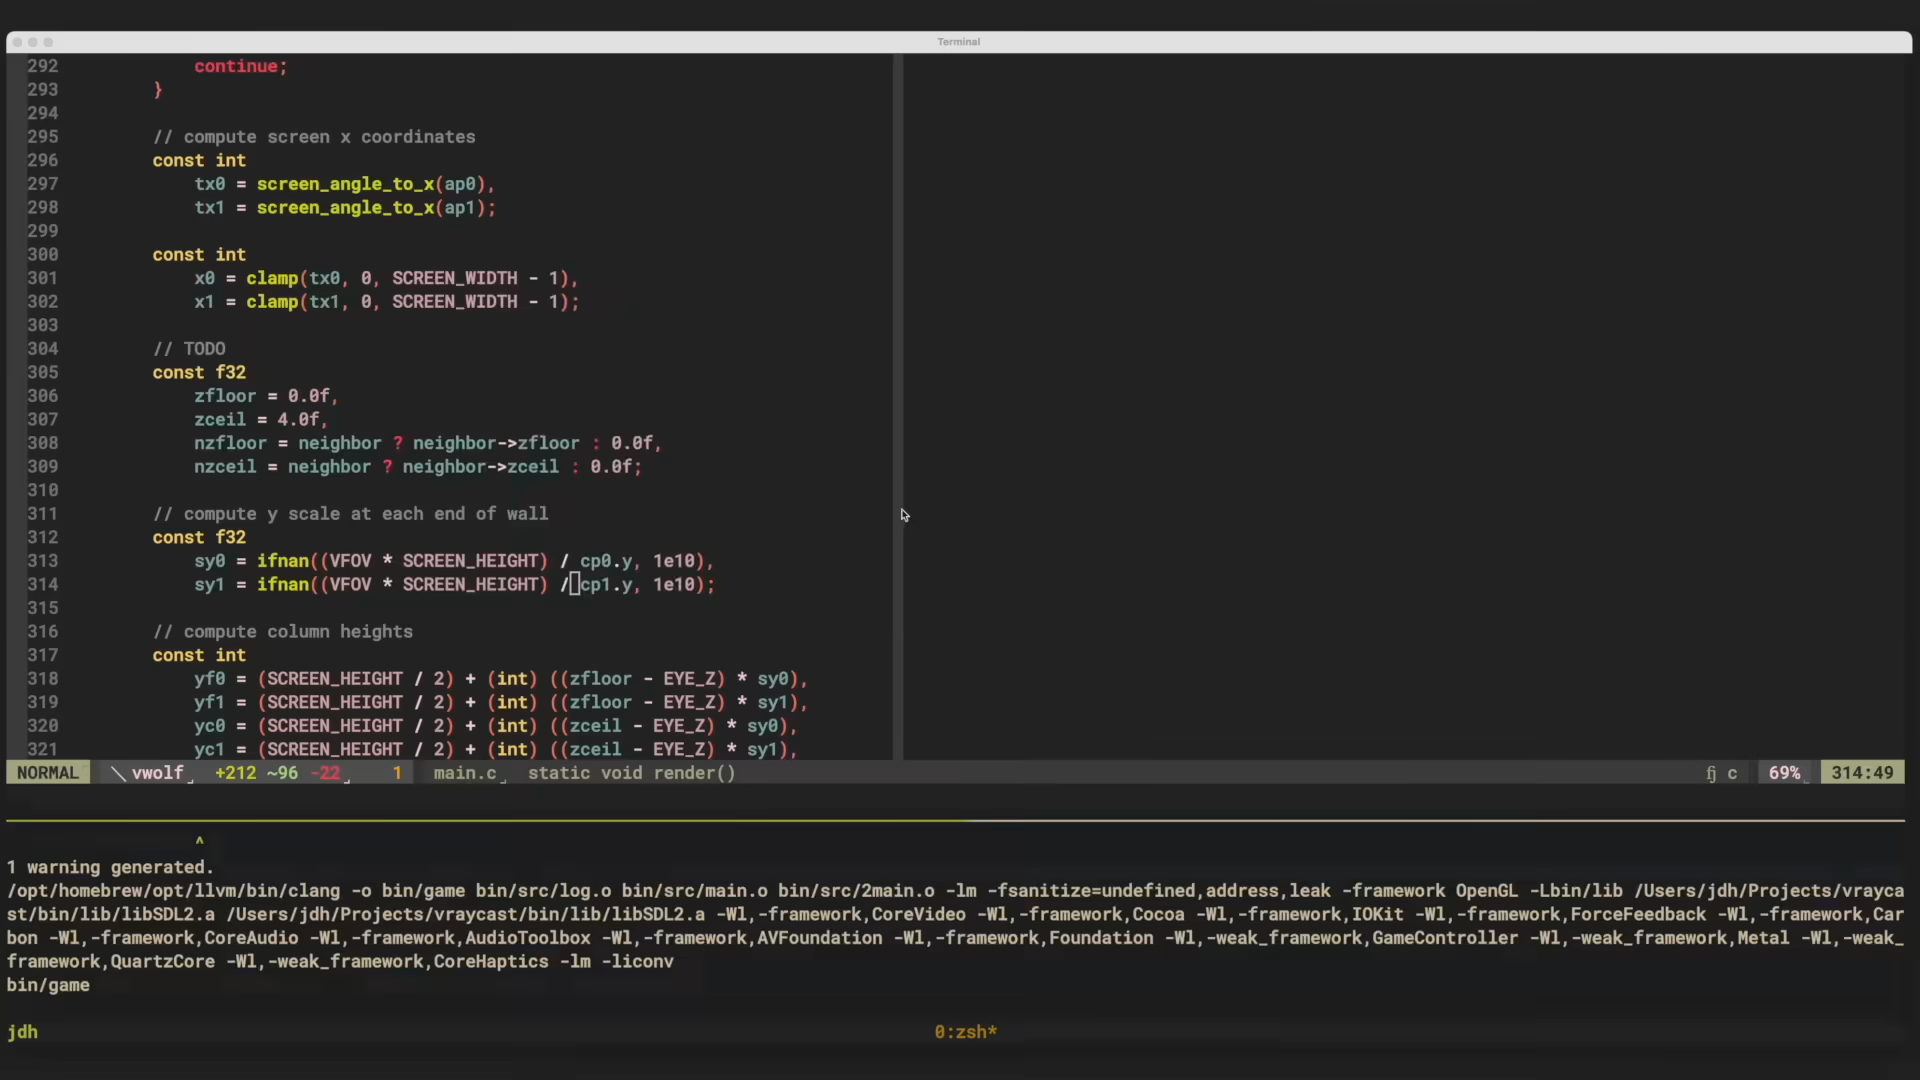 Terminal
292 continue;
293 }
294
295 // compute screen x coordinates
296 const int
297 tx0 = screen_angle_to_x(ap0),
298 tx1 = screen_angle_to_x(ap1);
299
300 const int
301 x0 = clamp(tx0, 0, SCREEN_WIDTH - 1),
302 x1 = clamp(tx1, 0, SCREEN_WIDTH - 1);
303
304 // TODO
305 const f32
306 zfloor = 0.0f,
307 zceil = 4.0f,
308 nzfloor = neighbor ? neighbor->zfloor : 0.0f,
309 nzceil = neighbor ? neighbor->zceil : 0.0f;
310
311 // compute y scale at each end of wall
312 const f32
313 sy0 = ifnan((VFOV * SCREEN_HEIGHT) / cp0.y, 1e10),
314 sy1 = ifnan((VFOV * SCREEN_HEIGHT) / cp1.y, 1e10);
315
316 // compute column heights
317 const int
318 yf0 = (SCREEN_HEIGHT / 2) + (int) ((zfloor - EYE_Z) * sy0),
319 yf1 = (SCREEN_HEIGHT / 2) + (int) ((zfloor - EYE_Z) * sy1),
320 yc0 = (SCREEN_HEIGHT / 2) + (int) ((zceil - EYE_Z) * sy0),
321 yc1 = (SCREEN_HEIGHT / 2) + (int) ((zceil - EYE_Z) * sy1),
NORMAL vwolf +212 ~96 -22 1 main.c static void render() c 69% 314:49
^
1 warning generated.
/opt/homebrew/opt/llvm/bin/clang -o bin/game bin/src/log.o bin/src/main.o bin/src/2main.o -lm -fsanitize=undefined,address,leak -framework OpenGL -Lbin/lib /Users/jdh/Projects/vrayca
st/bin/lib/libSDL2.a /Users/jdh/Projects/vraycast/bin/lib/libSDL2.a -Wl,-framework,CoreVideo -Wl,-framework,Cocoa -Wl,-framework,IOKit -Wl,-framework,ForceFeedback -Wl,-framework,Car
bon -Wl,-framework,CoreAudio -Wl,-framework,AudioToolbox -Wl,-framework,AVFoundation -Wl,-framework,Foundation -Wl,-weak_framework,GameController -Wl,-weak_framework,Metal -Wl,-weak_
framework,QuartzCore -Wl,-weak_framework,CoreHaptics -lm -liconv
bin/game
jdh 0:zsh*